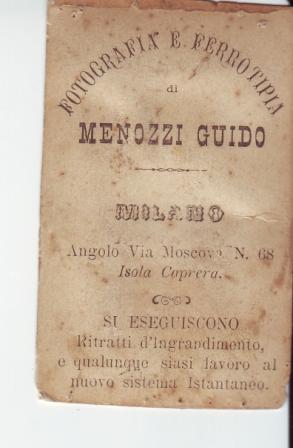 FOTOGRAFIA E FERROTIPIA
di
MENOZZI GUIDO
MILANO
Angolo Via Moscova N. 68
Isola Caprera.
SI ESEGUISCONO
Ritratti d'Ingrandimento,
e qualunque siasi lavoro al
nuovo sistema Istantaneo.